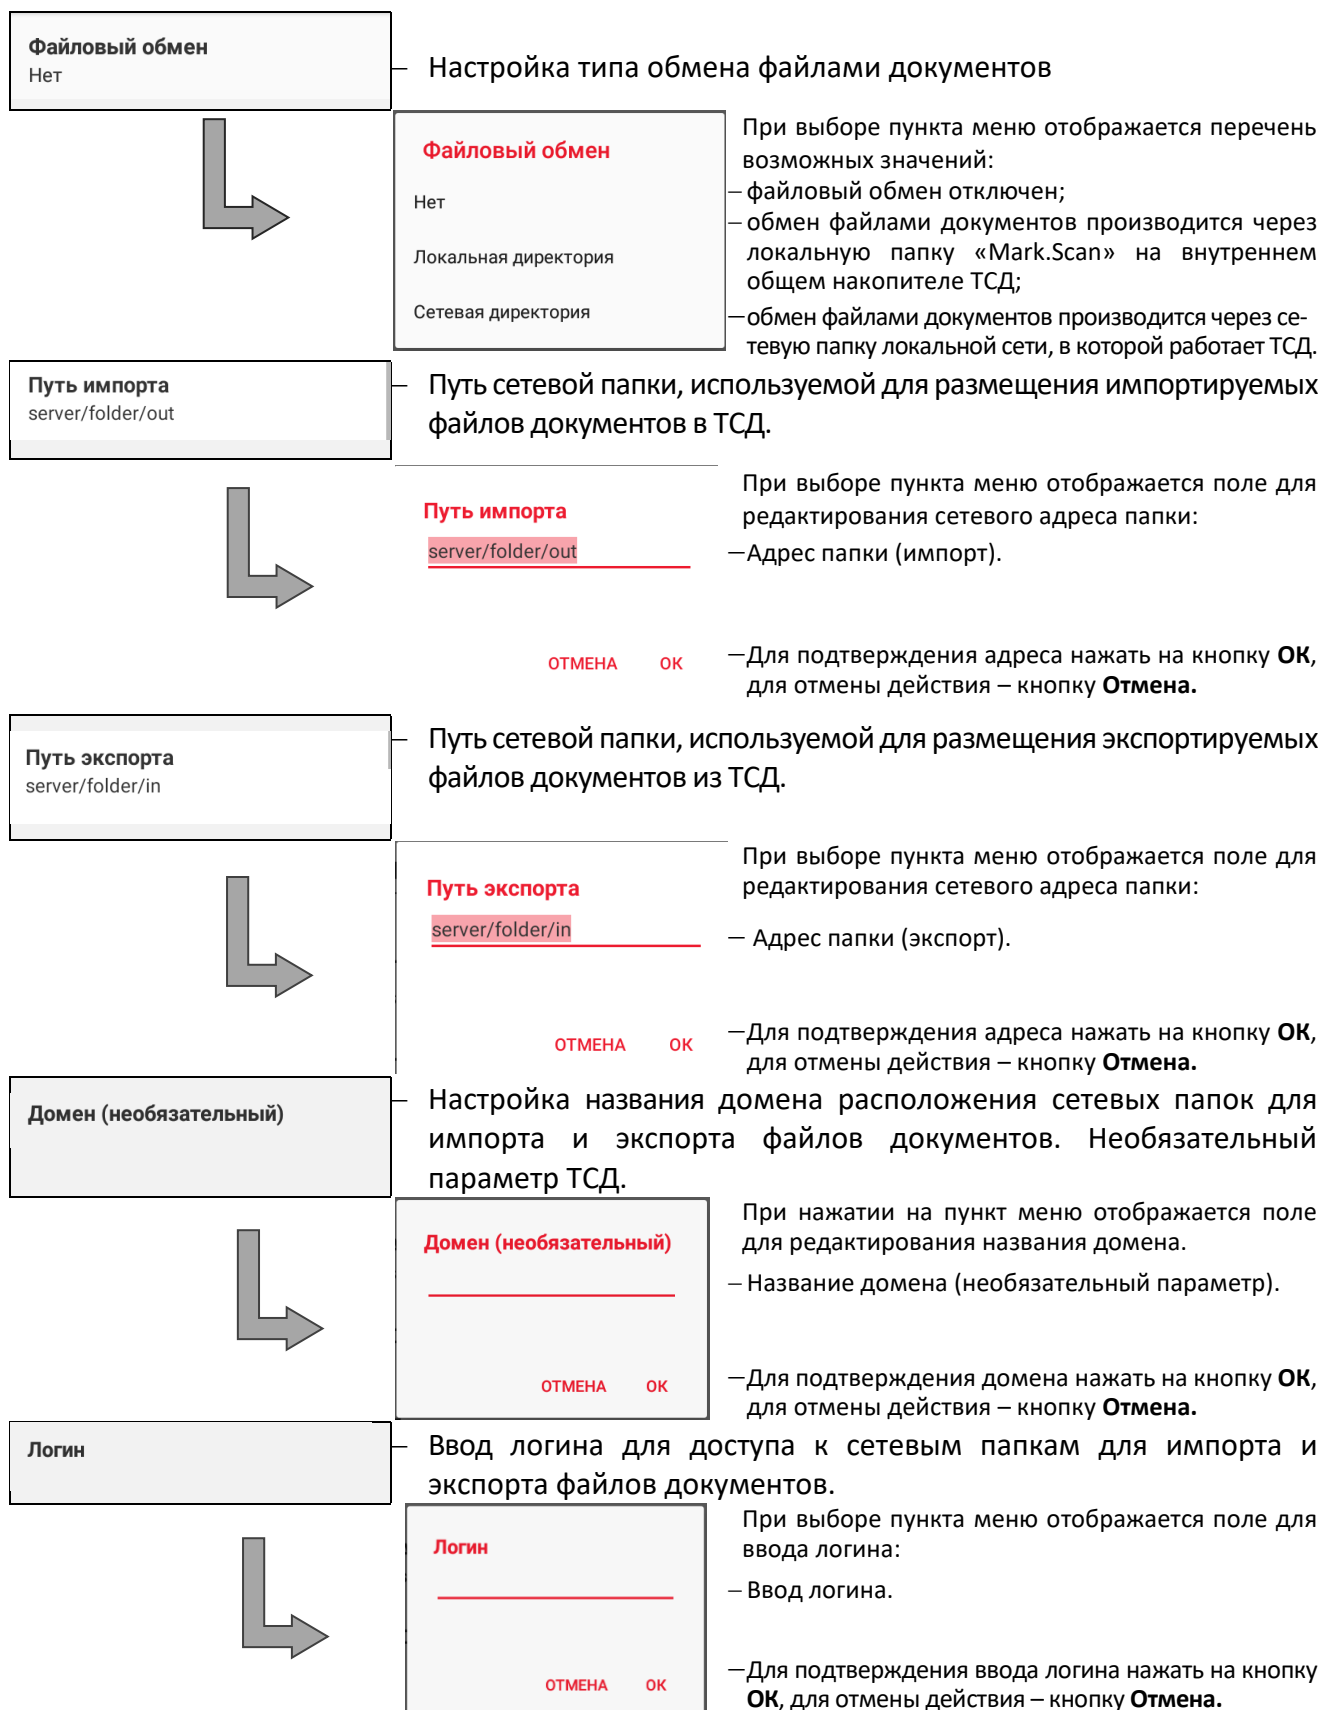 Файловый обмен
Нет
– Настройка типа обмена файлами документов
Файловый обмен
Нет
Локальная директория
Сетевая директория
При выборе пункта меню отображается перечень
возможных значений:
– файловый обмен отключен;
– обмен файлами документов производится через
локальную папку «Mark.Scan» на внутреннем
общем накопителе ТСД;
– обмен файлами документов производится через се-
тевую папку локальной сети, в которой работает ТСД.
Путь импорта
server/folder/out
– Путь сетевой папки, используемой для размещения импортируемых
файлов документов в ТСД.
Путь импорта
server/folder/out
ОТМЕНА ОК
При выборе пункта меню отображается поле для
редактирования сетевого адреса папки:
– Адрес папки (импорт).
– Для подтверждения адреса нажать на кнопку ОК,
для отмены действия – кнопку Отмена.
Путь экспорта
server/folder/in
– Путь сетевой папки, используемой для размещения экспортируемых
файлов документов из ТСД.
Путь экспорта
server/folder/in
ОТМЕНА ОК
При выборе пункта меню отображается поле для
редактирования сетевого адреса папки:
– Адрес папки (экспорт).
– Для подтверждения адреса нажать на кнопку ОК,
для отмены действия – кнопку Отмена.
Домен (необязательный)
– Настройка названия домена расположения сетевых папок для
импорта и экспорта файлов документов. Необязательный
параметр ТСД.
Домен (необязательный)
ОТМЕНА ОК
При нажатии на пункт меню отображается поле
для редактирования названия домена.
– Название домена (необязательный параметр).
– Для подтверждения домена нажать на кнопку ОК,
для отмены действия – кнопку Отмена.
Логин
– Ввод логина для доступа к сетевым папкам для импорта и
экспорта файлов документов.
Логин
ОТМЕНА ОК
При выборе пункта меню отображается поле для
ввода логина:
– Ввод логина.
– Для подтверждения ввода логина нажать на кнопку
ОК, для отмены действия – кнопку Отмена.